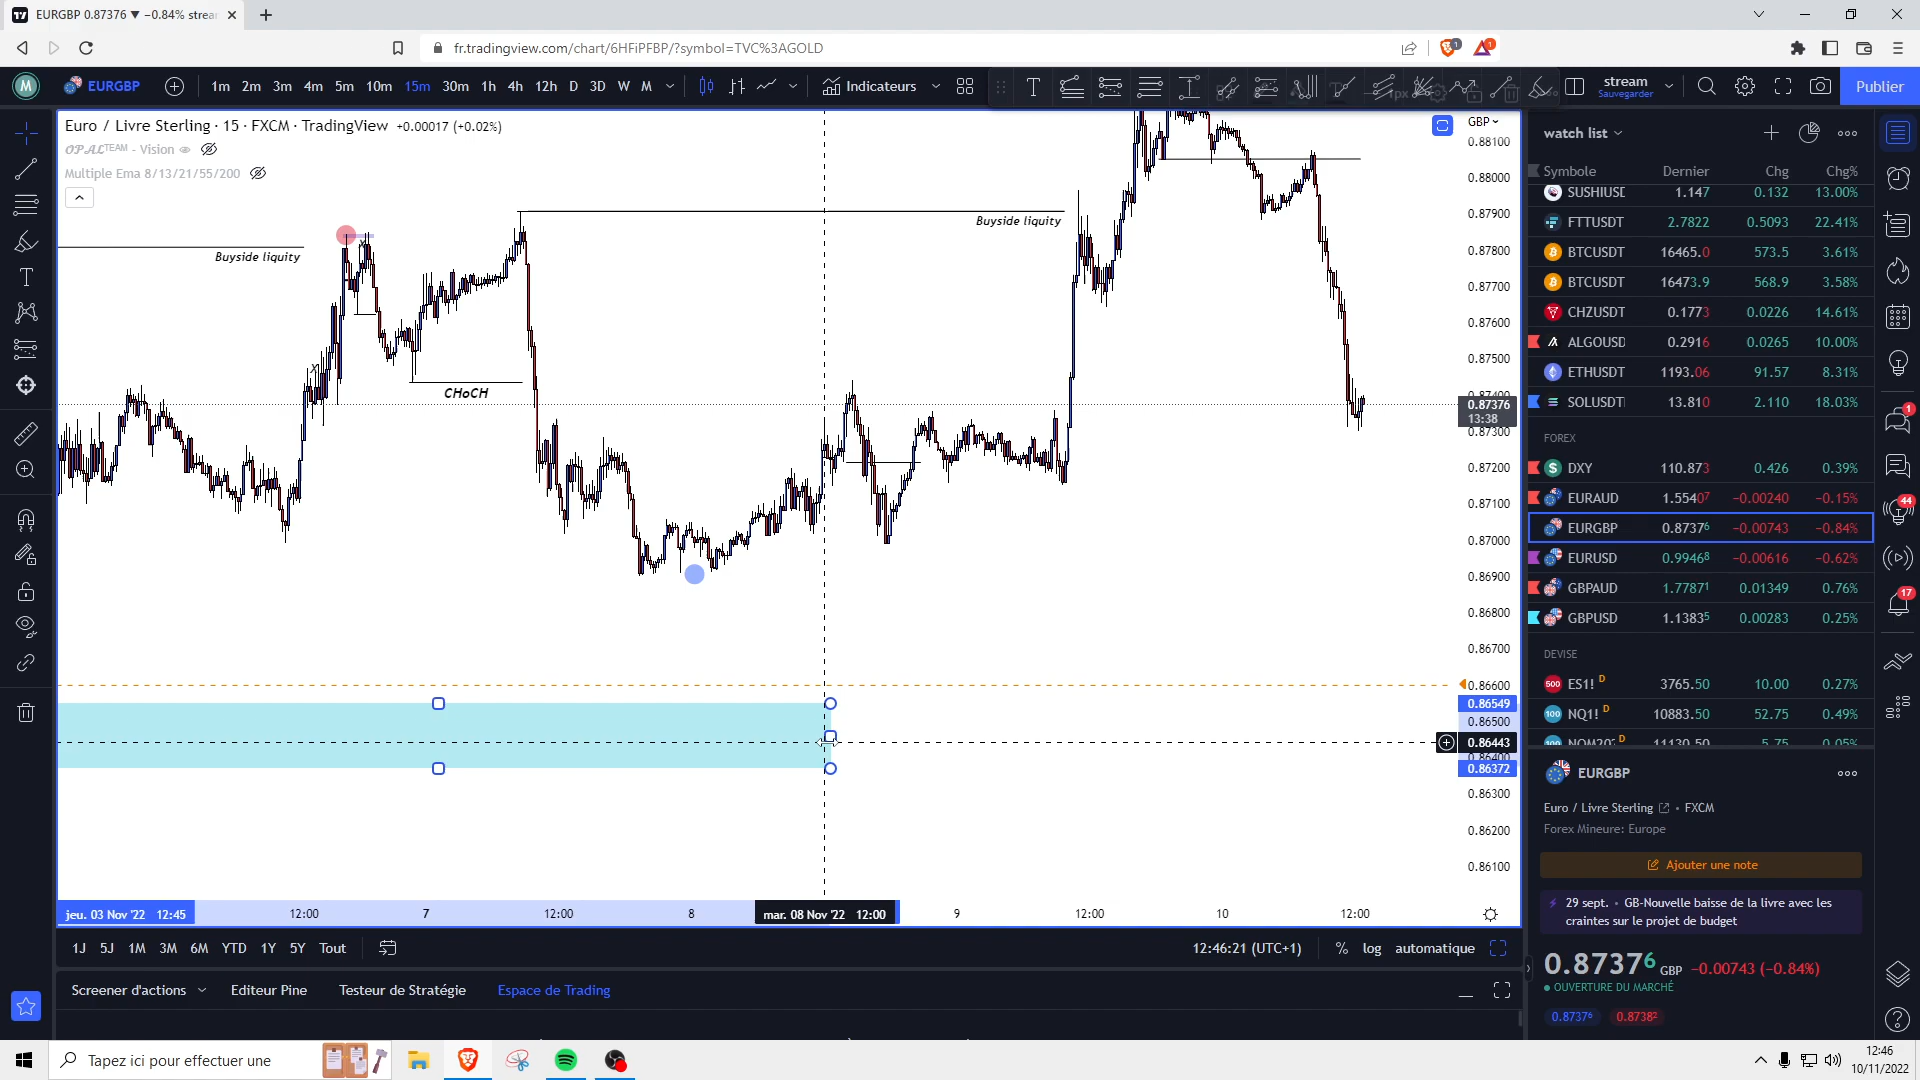 EURGBP 0.87376 ▼ −0.84% strea
fr.tradingview.com/chart/6HFiPFBP/?symbol=TVC%3AGOLD
1
1
M
EURGBP
1m 2m 3m 4m 5m 10m 15m 30m 1h 4h 12h D 3D W M
Indicateurs
stream
Sauvegarder
Publier
Euro / Livre Sterling · 15 · FXCM · TradingView +0.00017 (+0.02%)
OPALTEAM - Vision
Multiple Ema 8/13/21/55/200
GBP
0.88100
0.88000
0.87900
0.87800
0.87700
0.87600
0.87500
0.87400
0.87376
13:38
0.87300
0.87200
0.87100
0.87000
0.86900
0.86800
0.86700
0.86600
0.86549
0.86500
0.86443
0.86400
0.86372
0.86300
0.86200
0.86100
Buyside liquity
Buyside liquity
x
x
CHoCH
jeu. 03 Nov '22 12:45
12:00
7
12:00
8
mar. 08 Nov '22 12:00
9
12:00
10
12:00
1J 5J 1M 3M 6M YTD 1Y 5Y Tout
12:46:21 (UTC+1)
% log automatique
Screener d'actions
Editeur Pine
Testeur de Stratégie
Espace de Trading
watch list
Symbole Dernier Chg Chg%
SUSHIUSD 1.147 0.132 13.00%
FTTUSDT 2.7822 0.5093 22.41%
BTCUSDT 16465.0 573.5 3.61%
BTCUSDT 16473.9 568.9 3.58%
CHZUSDT 0.1773 0.0226 14.61%
ALGOUSD 0.2916 0.0265 10.00%
ETHUSDT 1193.06 91.57 8.31%
SOLUSDT 13.810 2.110 18.03%
FOREX
DXY 110.873 0.426 0.39%
EURAUD 1.55407 −0.00240 −0.15%
EURGBP 0.87376 −0.00743 −0.84%
EURUSD 0.99468 −0.00616 −0.62%
GBPAUD 1.77871 0.01349 0.76%
GBPUSD 1.13835 0.00283 0.25%
DEVISE
ES1! D 3765.50 10.00 0.27%
NQ1! D 10883.50 52.75 0.49%
EURGBP
Euro / Livre Sterling • FXCM
Forex Mineure: Europe
Ajouter une note
29 sept. • GB-Nouvelle baisse de la livre avec les
craintes sur le projet de budget
0.87376 GBP −0.00743 (−0.84%)
OUVERTURE DU MARCHÉ
0.87376 0.87382
1
44
17
Tapez ici pour effectuer une
12:46
10/11/2022